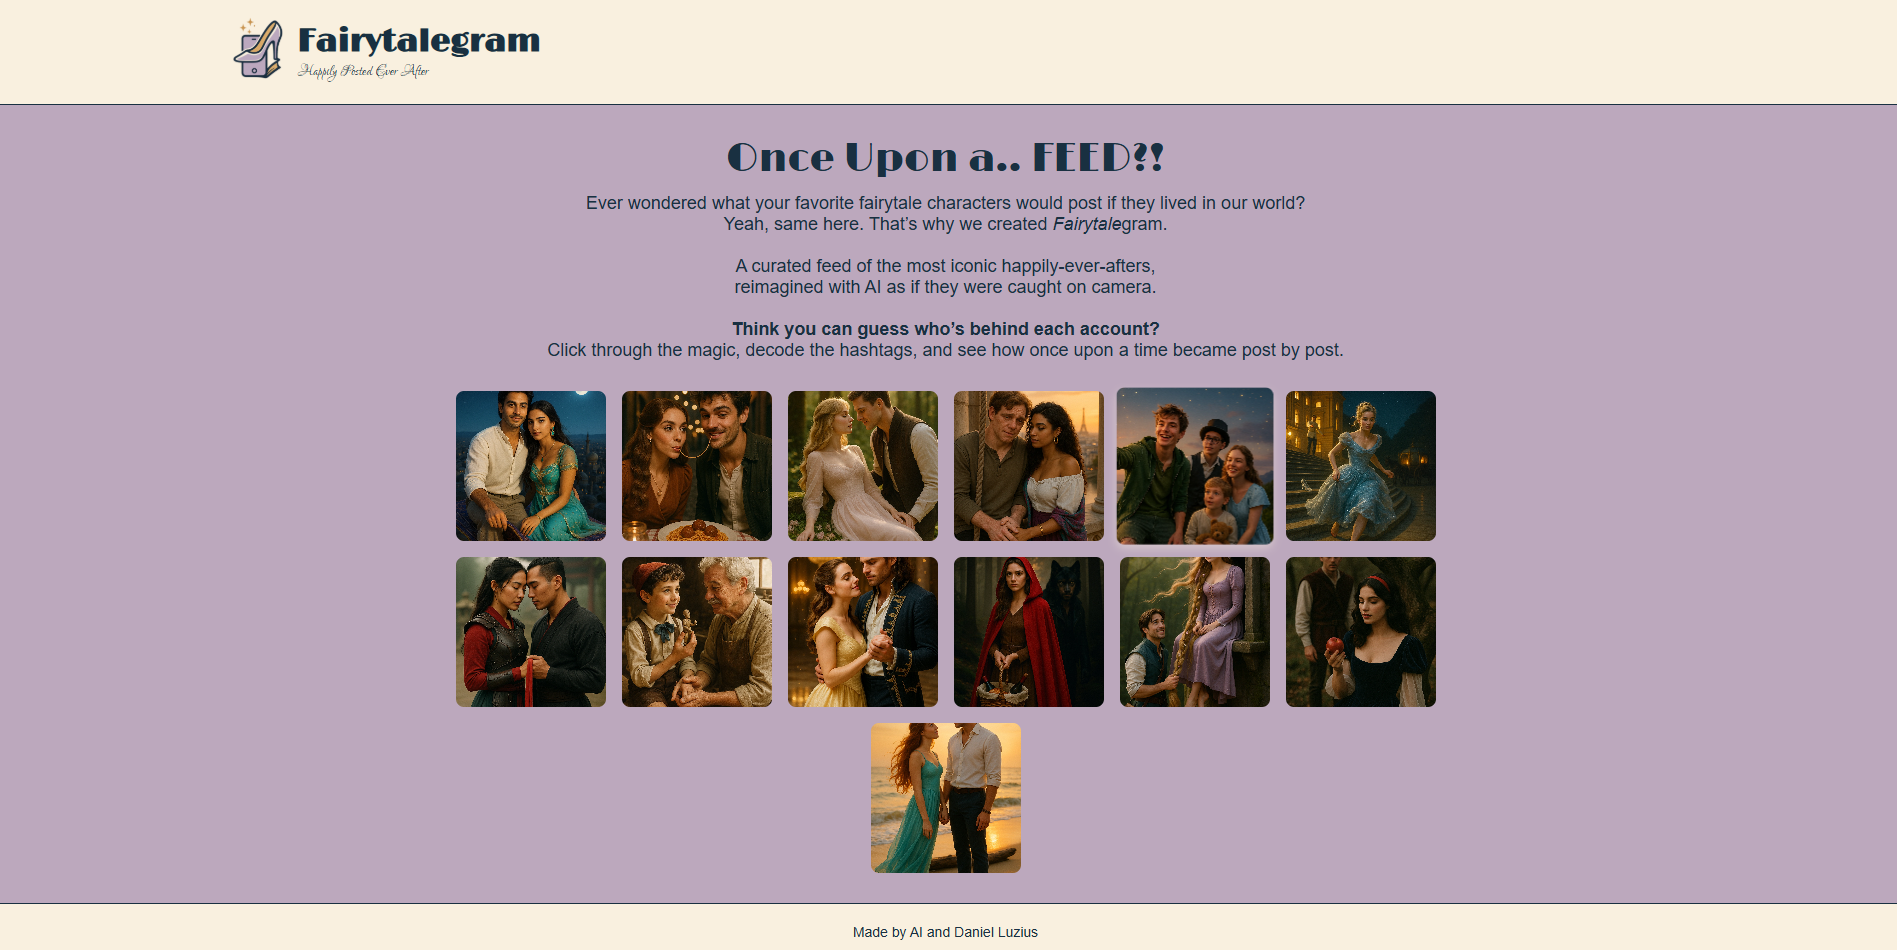 Fairytalegram
Happily Posted Ever After
Once Upon a.. FEED?!
Ever wondered what your favorite fairytale characters would post if they lived in our world?
Yeah, same here. That’s why we created Fairytalegram.
A curated feed of the most iconic happily-ever-afters,
reimagined with AI as if they were caught on camera.
Think you can guess who’s behind each account?
Click through the magic, decode the hashtags, and see how once upon a time became post by post.
Made by AI and Daniel Luzius